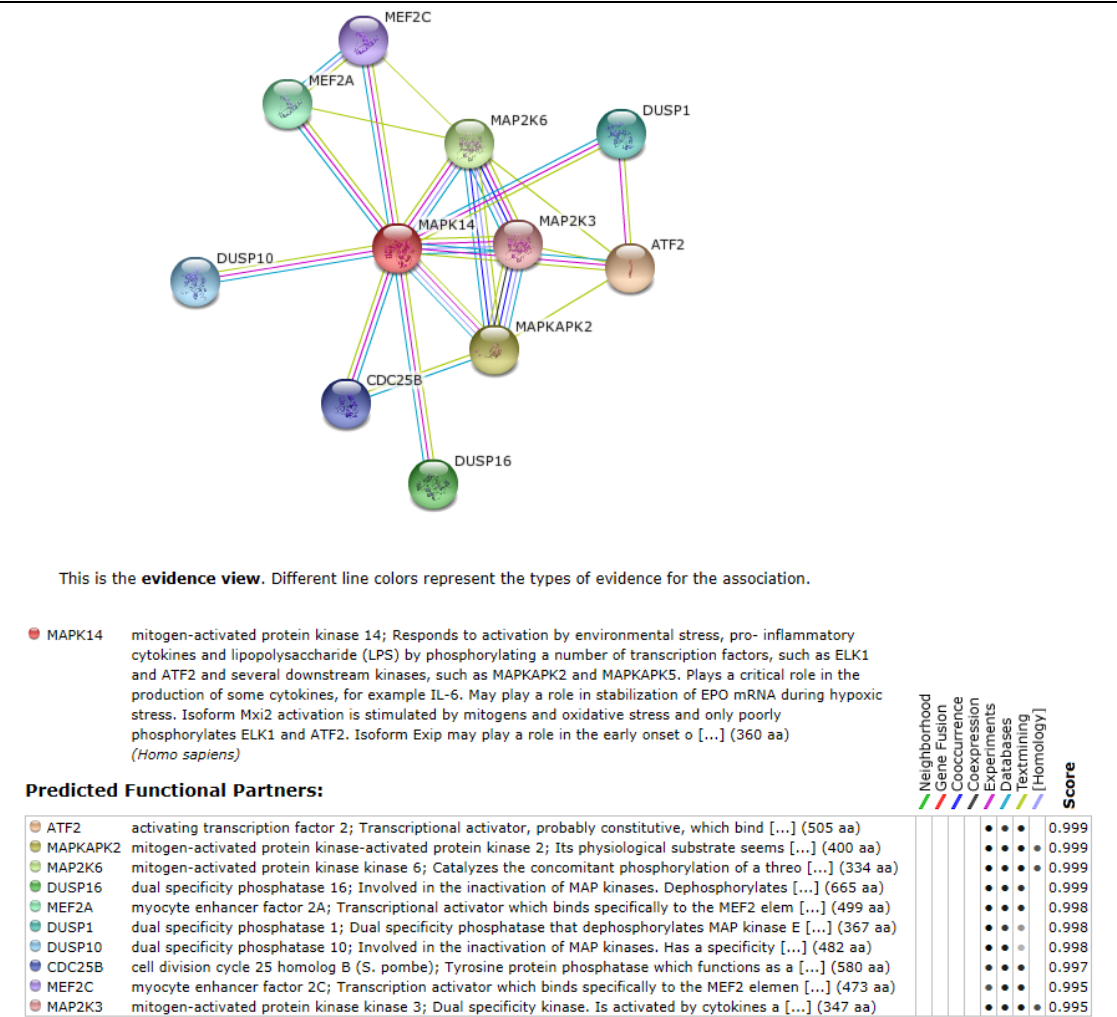 MEF2C
MEF2A
DUSP1
MAP2K6
MAPK14
MAP2K3
ATF2
DUSP10
MAPKAPK2
CDC25B
DUSP16
This is the evidence view. Different line colors represent the types of evidence for the association.
MAPK14 mitogen-activated protein kinase 14; Responds to activation by environmental stress, pro- inflammatory
cytokines and lipopolysaccharide (LPS) by phosphorylating a number of transcription factors, such as ELK1
and ATF2 and several downstream kinases, such as MAPKAPK2 and MAPKAPK5. Plays a critical role in the
production of some cytokines, for example IL-6. May play a role in stabilization of EPO mRNA during hypoxic
stress. Isoform Mxi2 activation is stimulated by mitogens and oxidative stress and only poorly
phosphorylates ELK1 and ATF2. Isoform Exip may play a role in the early onset o [...] (360 aa)
(Homo sapiens)
Neighborhood
Gene Fusion
Cooccurrence
Coexpression
Experiments
Databases
Textmining
[Homology]
Score
Predicted Functional Partners:
ATF2 activating transcription factor 2; Transcriptional activator, probably constitutive, which bind [...] (505 aa) 0.999
MAPKAPK2 mitogen-activated protein kinase-activated protein kinase 2; Its physiological substrate seems [...] (400 aa) 0.999
MAP2K6 mitogen-activated protein kinase kinase 6; Catalyzes the concomitant phosphorylation of a threo [...] (334 aa) 0.999
DUSP16 dual specificity phosphatase 16; Involved in the inactivation of MAP kinases. Dephosphorylates [...] (665 aa) 0.999
MEF2A myocyte enhancer factor 2A; Transcriptional activator which binds specifically to the MEF2 elem [...] (499 aa) 0.998
DUSP1 dual specificity phosphatase 1; Dual specificity phosphatase that dephosphorylates MAP kinase E [...] (367 aa) 0.998
DUSP10 dual specificity phosphatase 10; Involved in the inactivation of MAP kinases. Has a specificity [...] (482 aa) 0.998
CDC25B cell division cycle 25 homolog B (S. pombe); Tyrosine protein phosphatase which functions as a [...] (580 aa) 0.997
MEF2C myocyte enhancer factor 2C; Transcription activator which binds specifically to the MEF2 elemen [...] (473 aa) 0.995
MAP2K3 mitogen-activated protein kinase kinase 3; Dual specificity kinase. Is activated by cytokines a [...] (347 aa) 0.995